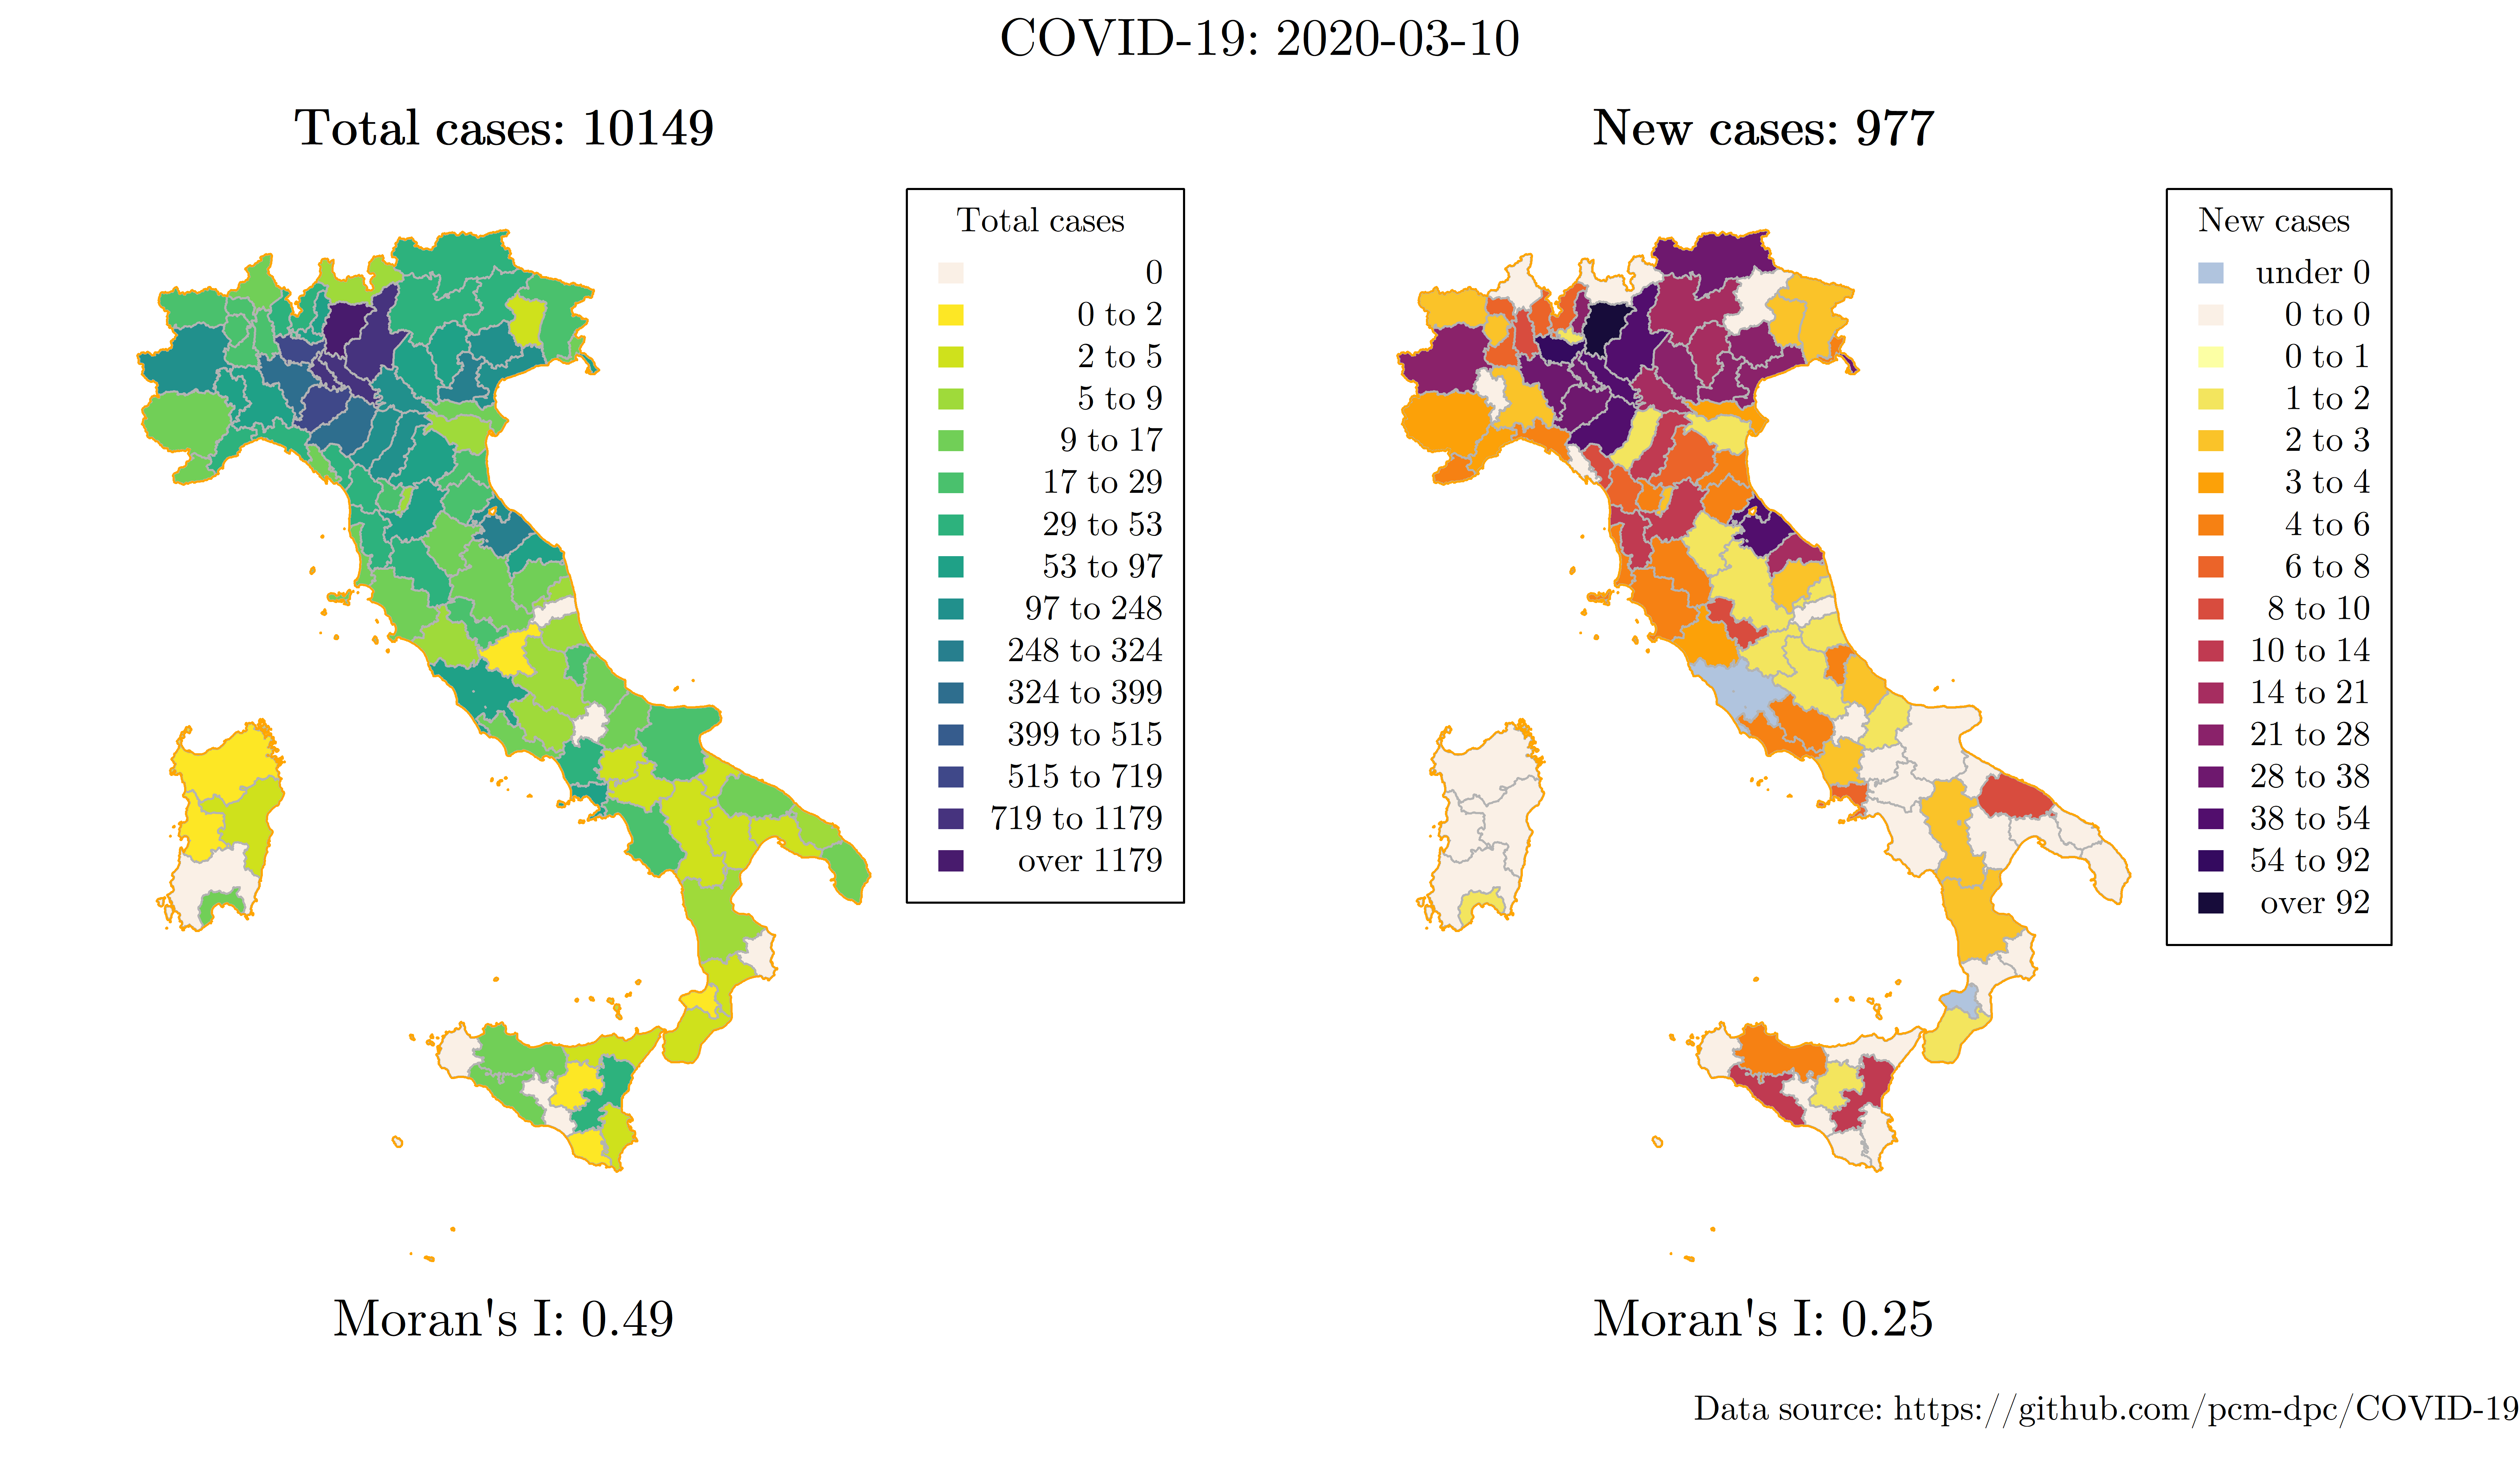 COVID-19: 2020-03-10
Total cases: 10149
Total cases
0
0 to 2
2 to 5
5 to 9
9 to 17
17 to 29
29 to 53
53 to 97
97 to 248
248 to 324
324 to 399
399 to 515
515 to 719
719 to 1179
over 1179
Moran's I: 0.49
New cases: 977
New cases
under 0
0 to 0
0 to 1
1 to 2
2 to 3
3 to 4
4 to 6
6 to 8
8 to 10
10 to 14
14 to 21
21 to 28
28 to 38
38 to 54
54 to 92
over 92
Moran's I: 0.25
Data source: https://github.com/pcm-dpc/COVID-19